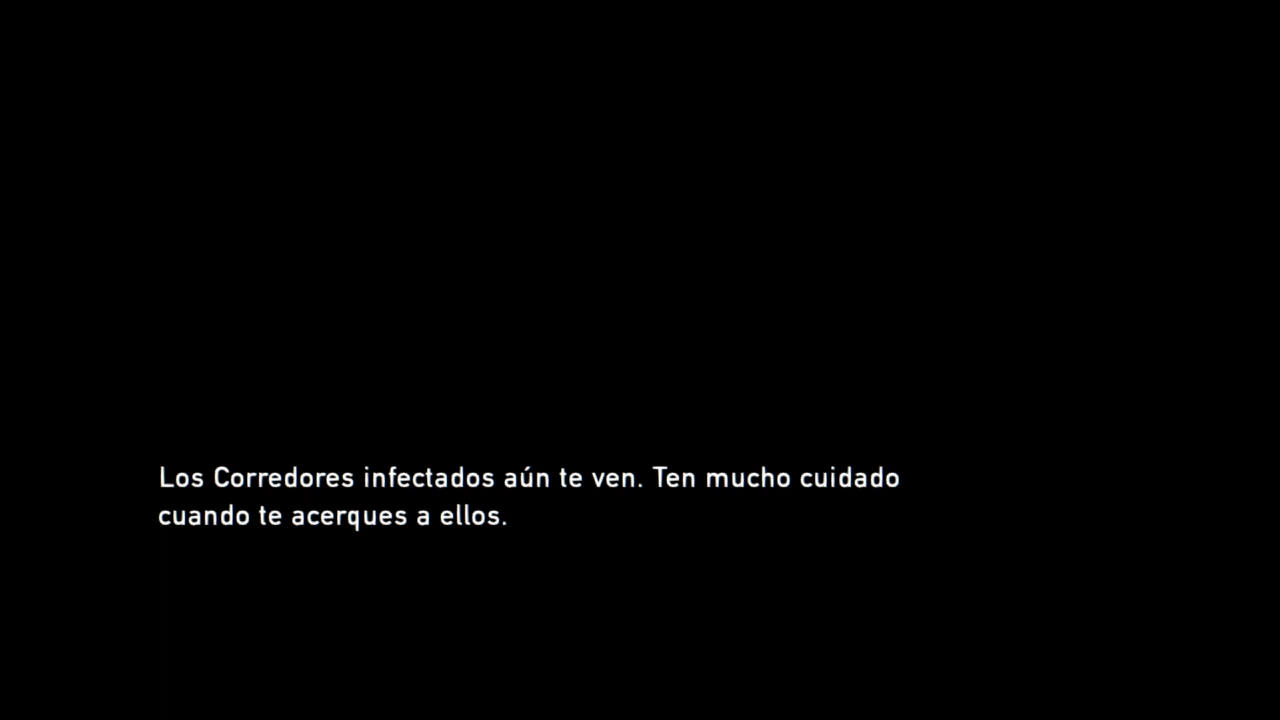 Los Corredores infectados aún te ven. Ten mucho cuidado
cuando te acerques a ellos.